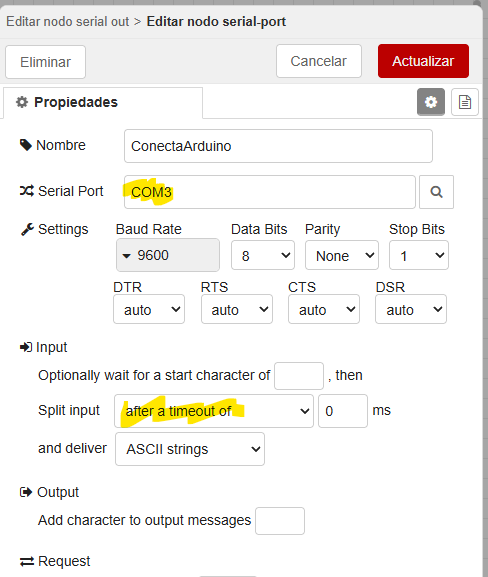 Editar nodo serial out > Editar nodo serial-port
Eliminar Cancelar Actualizar
Propiedades
Nombre ConectaArduino
Serial Port COM3
Settings Baud Rate Data Bits Parity Stop Bits
9600 8 None 1
DTR RTS CTS DSR
auto auto auto auto
Input
Optionally wait for a start character of , then
Split input after a timeout of 0 ms
and deliver ASCII strings
Output
Add character to output messages
Request